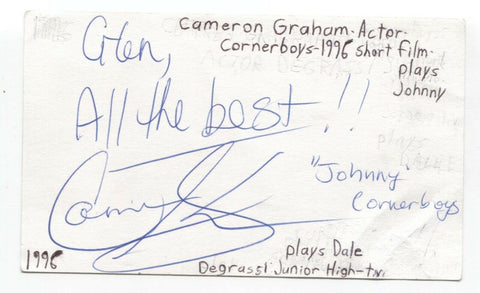 Cameron Graham-Actor-
Cornerboys-1996 short film-
plays
Johnny
Glen,
All the best!!
"Johnny"
Cornerboys
1996
plays Dale
Degrassi Junior High-tv